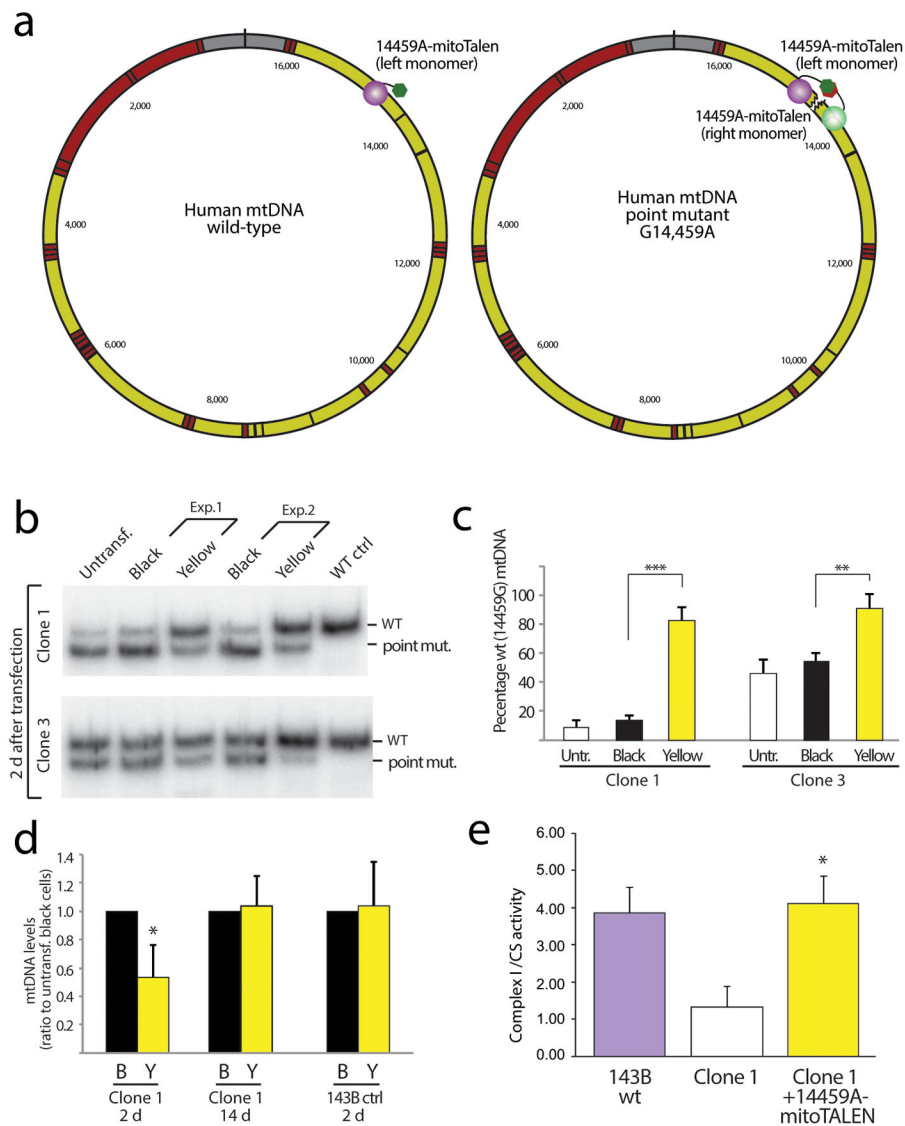 a
14459A-mitoTalen
(left monomer)
16,000
2,000
14,000
4,000
12,000
6,000
10,000
8,000
Human mtDNA
wild-type
14459A-mitoTalen
(left monomer)
16,000
2,000
14459A-mitoTalen
(right monomer)
14,000
4,000
12,000
6,000
10,000
8,000
Human mtDNA
point mutant
G14,459A
b
Exp.1
Exp.2
Untransf.
Black
Yellow
Black
Yellow
WT ctrl
2 d after transfection
Clone 1
WT
point mut.
Clone 3
WT
point mut.
c
Pecentage wt (14459G) mtDNA
100
80
60
40
20
***
**
Untr.
Black
Yellow
Untr.
Black
Yellow
Clone 1
Clone 3
d
mtDNA levels
(ratio to untransf. black cells)
1.4
1.2
1.0
0.8
0.6
0.4
0.2
*
B Y
B Y
B Y
Clone 1
2 d
Clone 1
14 d
143B ctrl
2 d
e
Complex I /CS activity
6.00
5.00
4.00
3.00
2.00
1.00
0.00
*
143B
wt
Clone 1
Clone 1
+14459A-
mitoTALEN